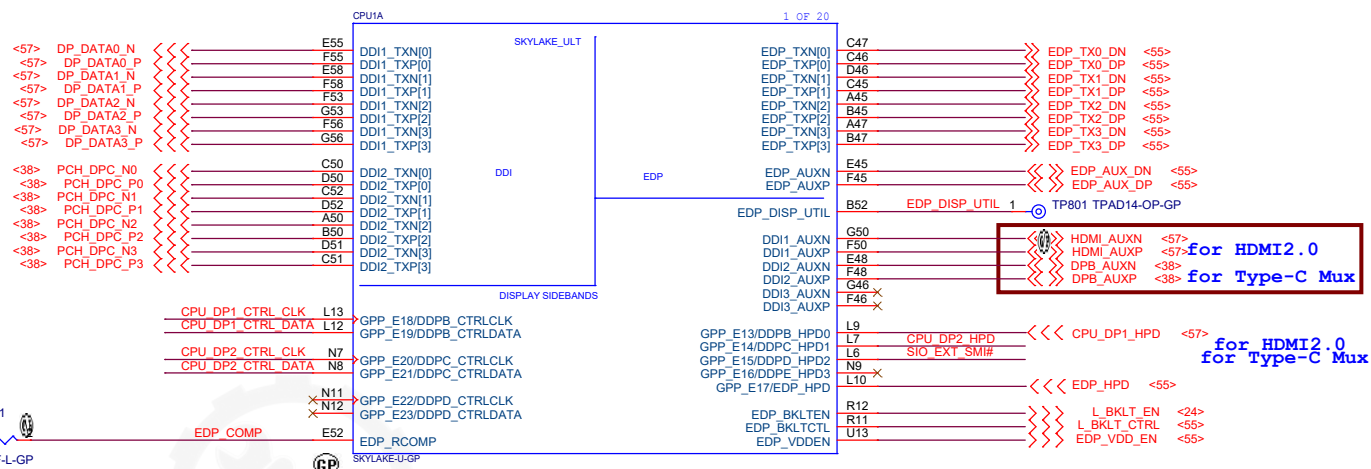 CPU1A 1 OF 20
SKYLAKE_ULT
<57> DP_DATA0_N E55 DDI1_TXN[0] EDP_TXN[0] C47 EDP_TX0_DN <55>
<57> DP_DATA0_P F55 DDI1_TXP[0] EDP_TXP[0] C46 EDP_TX0_DP <55>
<57> DP_DATA1_N E58 DDI1_TXN[1] EDP_TXN[1] D46 EDP_TX1_DN <55>
<57> DP_DATA1_P F58 DDI1_TXP[1] EDP_TXP[1] C45 EDP_TX1_DP <55>
<57> DP_DATA2_N F53 DDI1_TXN[2] EDP_TXN[2] A45 EDP_TX2_DN <55>
<57> DP_DATA2_P G53 DDI1_TXP[2] EDP_TXP[2] B45 EDP_TX2_DP <55>
<57> DP_DATA3_N F56 DDI1_TXN[3] EDP_TXN[3] A47 EDP_TX3_DN <55>
<57> DP_DATA3_P G56 DDI1_TXP[3] EDP_TXP[3] B47 EDP_TX3_DP <55>
<38> PCH_DPC_N0 C50 DDI2_TXN[0] DDI EDP EDP_AUXN E45 EDP_AUX_DN <55>
<38> PCH_DPC_P0 D50 DDI2_TXP[0] EDP_AUXP F45 EDP_AUX_DP <55>
<38> PCH_DPC_N1 C52 DDI2_TXN[1]
<38> PCH_DPC_P1 D52 DDI2_TXP[1] EDP_DISP_UTIL B52 EDP_DISP_UTIL 1 TP801 TPAD14-OP-GP
<38> PCH_DPC_N2 A50 DDI2_TXN[2]
<38> PCH_DPC_P2 B50 DDI2_TXP[2] DDI1_AUXN G50 HDMI_AUXN <57>
<38> PCH_DPC_N3 D51 DDI2_TXN[3] DDI1_AUXP F50 HDMI_AUXP <57> for HDMI2.0
<38> PCH_DPC_P3 C51 DDI2_TXP[3] DDI2_AUXN E48 DPB_AUXN <38>
DDI2_AUXP F48 DPB_AUXP <38> for Type-C Mux
DDI3_AUXN G46
DISPLAY SIDEBANDS DDI3_AUXP F46
CPU_DP1_CTRL_CLK L13 GPP_E18/DDPB_CTRLCLK
CPU_DP1_CTRL_DATA L12 GPP_E19/DDPB_CTRLDATA GPP_E13/DDPB_HPD0 L9 CPU_DP1_HPD <57> for HDMI2.0
GPP_E14/DDPC_HPD1 L7 CPU_DP2_HPD for Type-C Mux
CPU_DP2_CTRL_CLK N7 GPP_E20/DDPC_CTRLCLK GPP_E15/DDPD_HPD2 L6 SIO_EXT_SMI#
CPU_DP2_CTRL_DATA N8 GPP_E21/DDPC_CTRLDATA GPP_E16/DDPE_HPD3 N9
GPP_E17/EDP_HPD L10 EDP_HPD <55>
N11 GPP_E22/DDPD_CTRLCLK
N12 GPP_E23/DDPD_CTRLDATA EDP_BKLTEN R12 L_BKLT_EN <24>
EDP_BKLTCTL R11 L_BKLT_CTRL <55>
1 2 EDP_COMP E52 EDP_RCOMP EDP_VDDEN U13 EDP_VDD_EN <55>
-L-GP GP SKYLAKE-U-GP